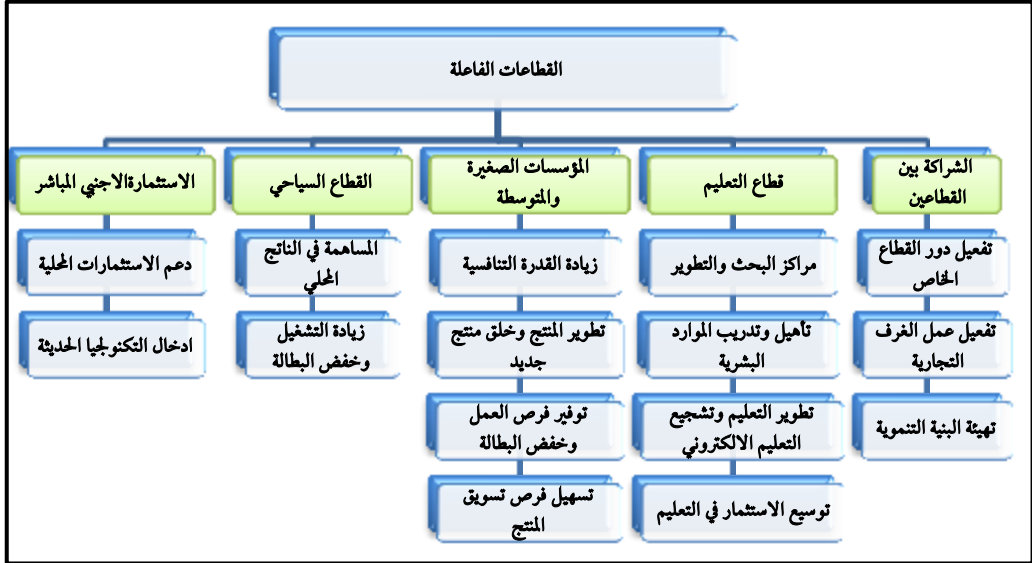 القطاعات الفاعلة
الشراكة بين
القطاعين
تفعيل دور القطاع
الخاص
تفعيل عمل الغرف
التجارية
تهيئة البنية التنموية
قطاع التعليم
مراكز البحث والتطوير
تأهيل وتدريب الموارد
البشرية
تطوير التعليم وتشجيع
التعليم الالكتروني
توسيع الاستثمار في التعليم
المؤسسات الصغيرة
والمتوسطة
زيادة القدرة التنافسية
تطوير المنتج وخلق منتج
جديد
توفير فرص العمل
وخفض البطالة
تسهيل فرص تسويق
المنتج
القطاع السياحي
المساهمة في الناتج
المحلي
زيادة التشغيل
وخفض البطالة
الاستثمارةالاجنبي المباشر
دعم الاستثمارات المحلية
ادخال التكنولجيا الحديثة